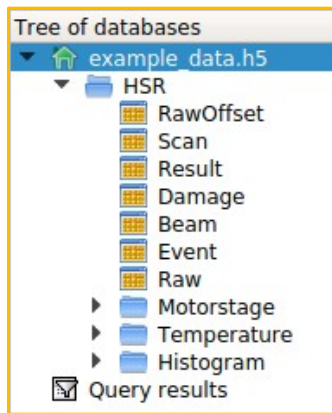 Tree of databases
example_data.h5
HSR
RawOffset
Scan
Result
Damage
Beam
Event
Raw
Motorstage
Temperature
Histogram
Query results